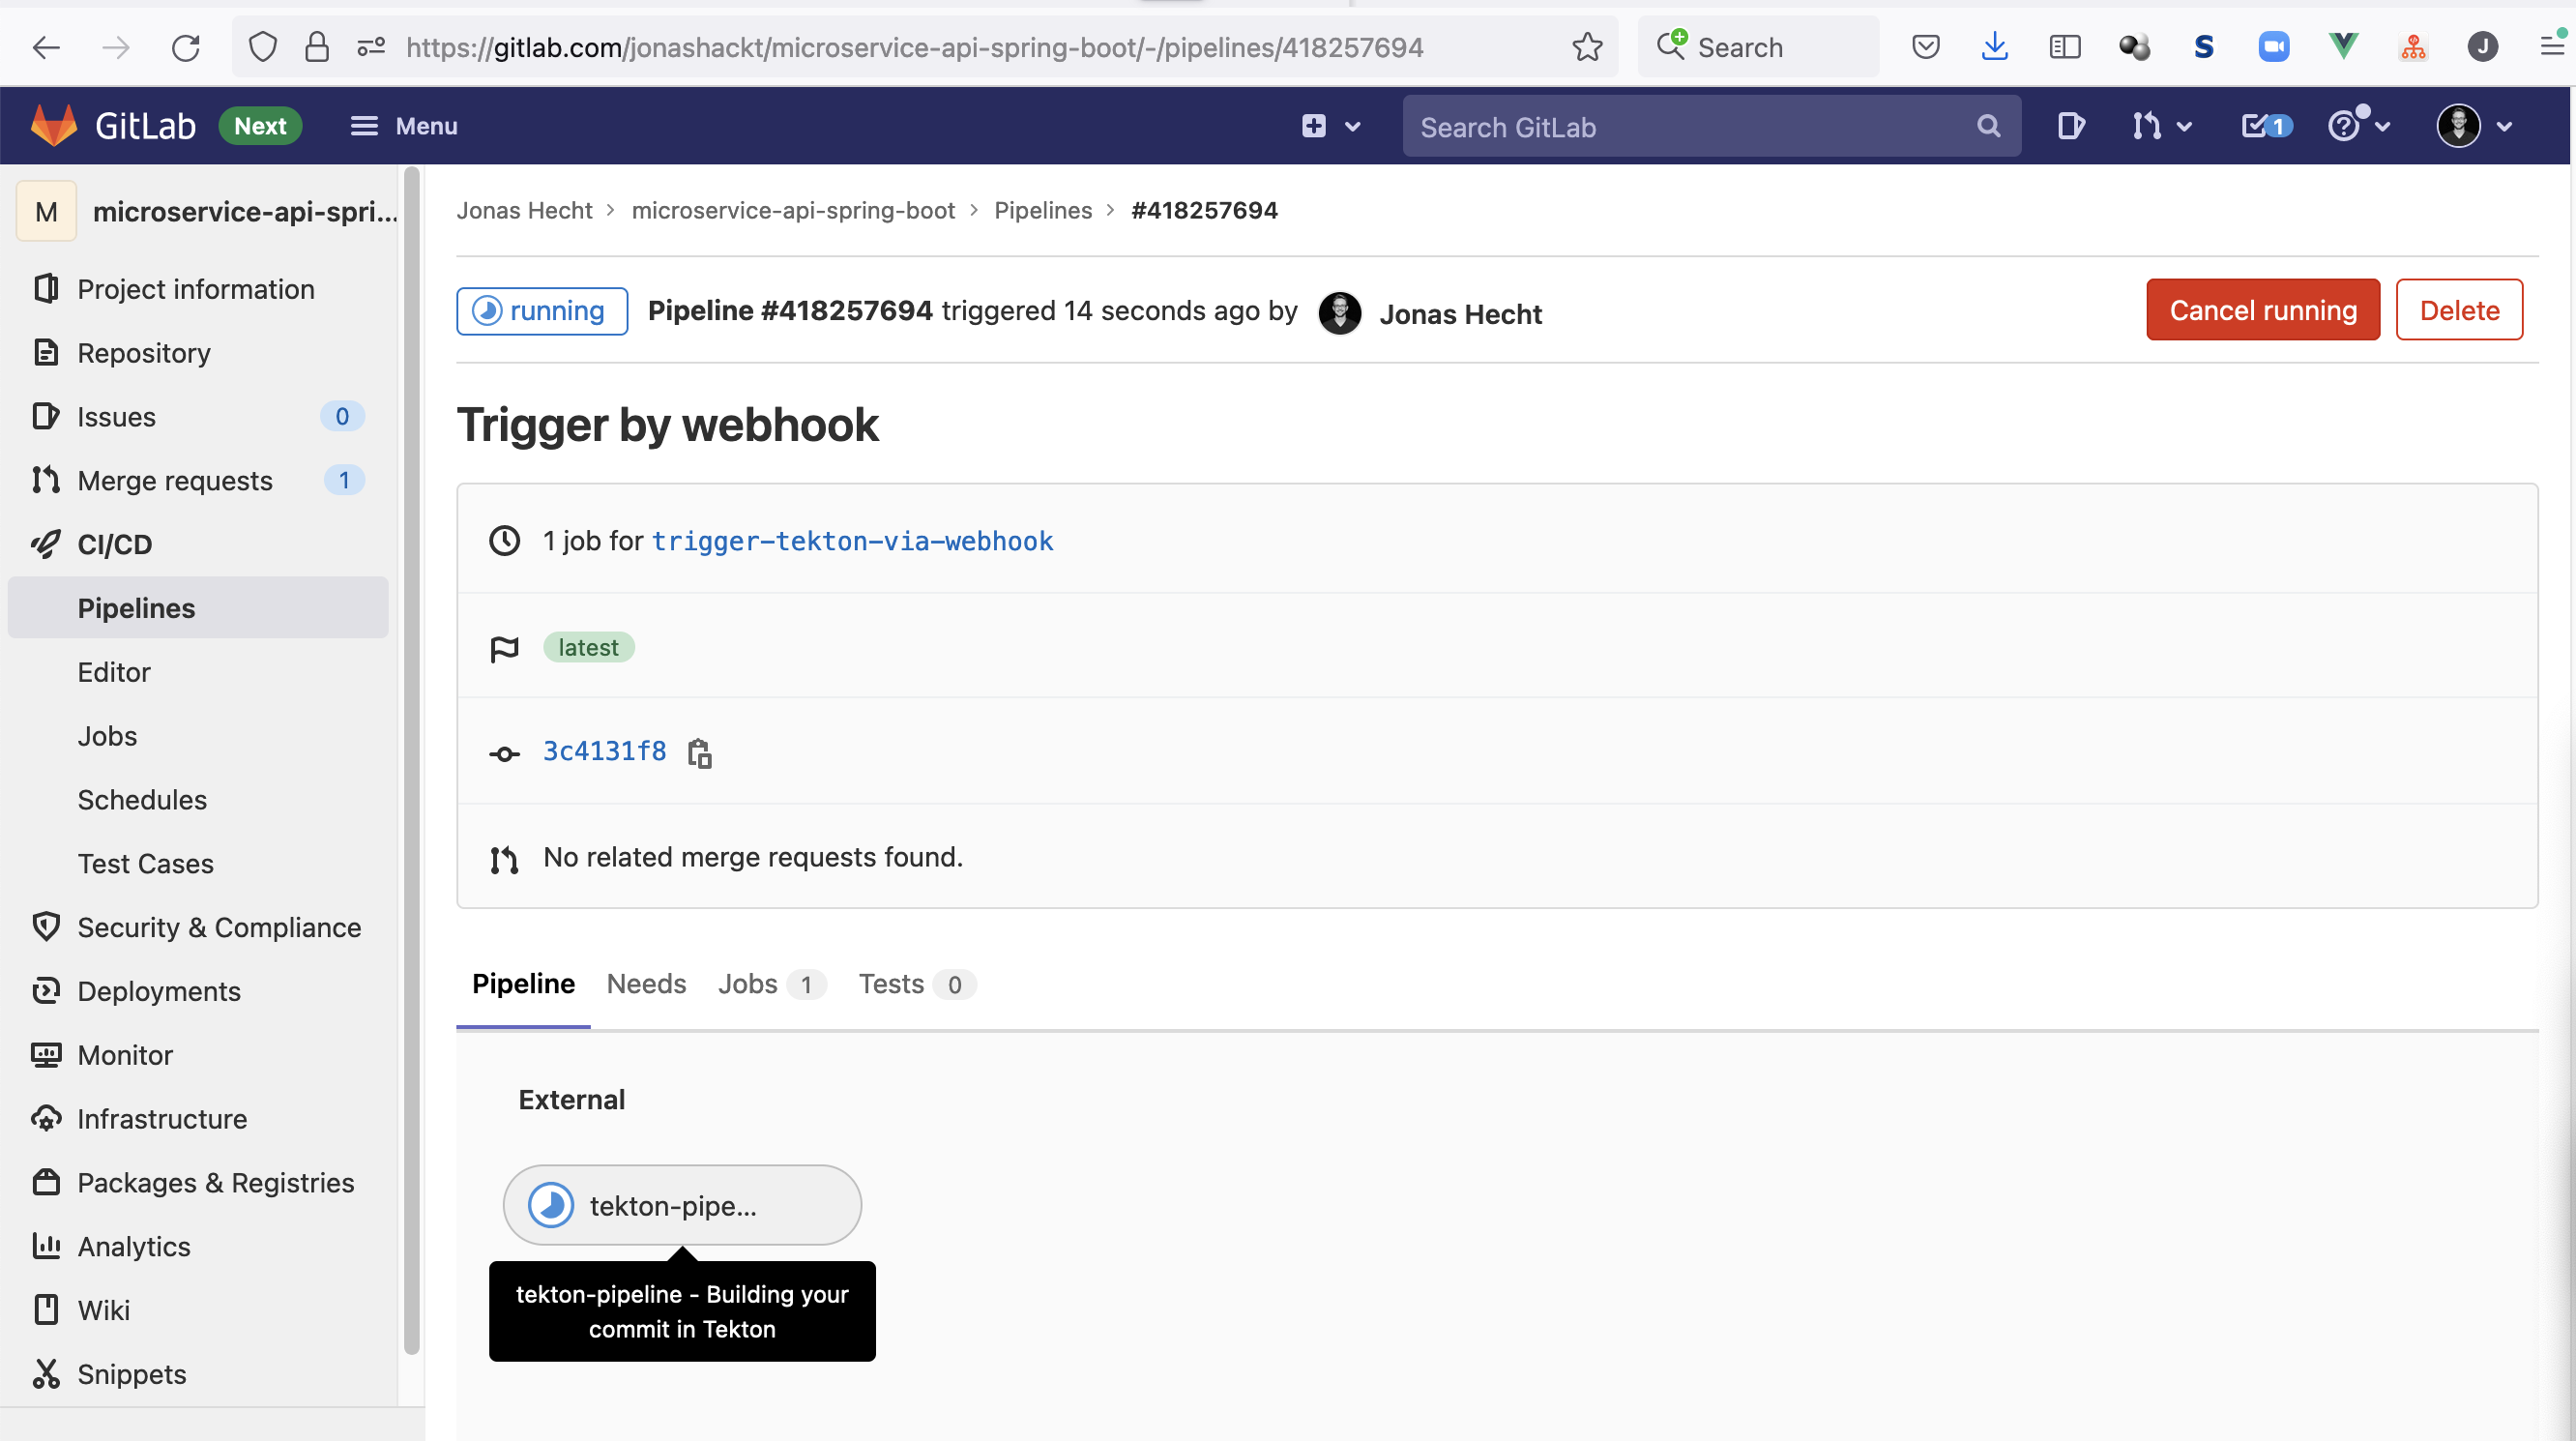 https://gitlab.com/jonashackt/microservice-api-spring-boot/-/pipelines/418257694
Search
S
J
GitLab
Next
Menu
Search GitLab
1
M
microservice-api-spri...
Project information
Repository
Issues
0
Merge requests
1
CI/CD
Pipelines
Editor
Jobs
Schedules
Test Cases
Security & Compliance
Deployments
Monitor
Infrastructure
Packages & Registries
Analytics
Wiki
Snippets
Jonas Hecht > microservice-api-spring-boot > Pipelines > #418257694
running
Pipeline #418257694 triggered 14 seconds ago by Jonas Hecht
Cancel running
Delete
Trigger by webhook
1 job for trigger-tekton-via-webhook
latest
3c4131f8
No related merge requests found.
Pipeline
Needs
Jobs 1
Tests 0
External
tekton-pipe...
tekton-pipeline - Building your
commit in Tekton